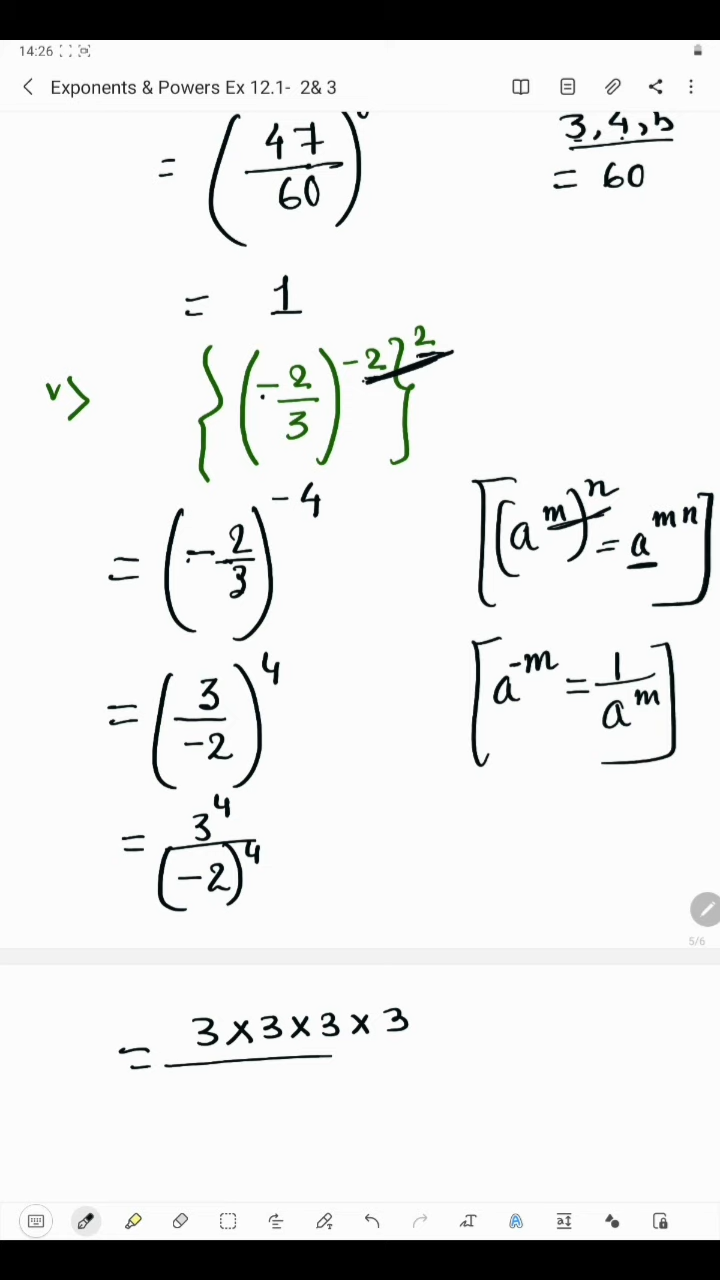 14:26
Exponents & Powers Ex 12.1- 2& 3
= (47/60)
3, 4, 5
= 60
= 1
v> {(-2/3)^-2}^2
= (-2/3)^-4
[(a^m)^n = a^mn]
= (3/-2)^4
[a^-m = 1/a^m]
= 3^4/(-2)^4
5/6
= 3×3×3×3